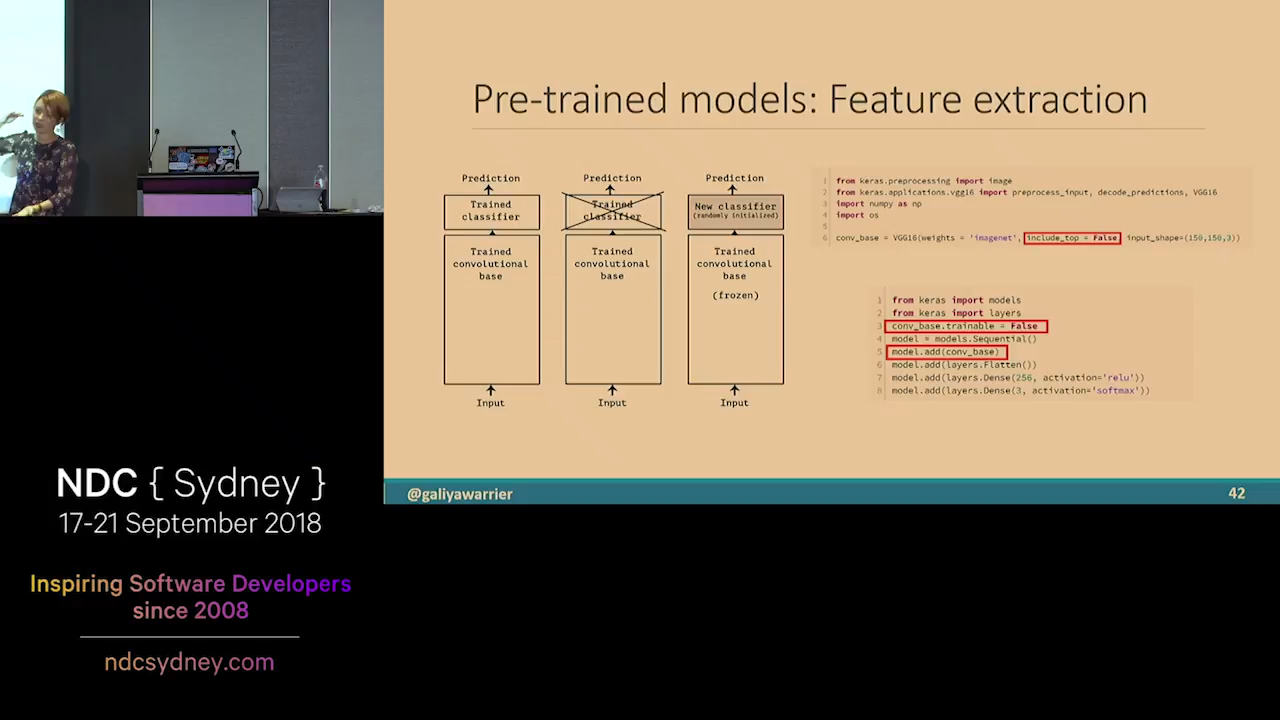 Pre-trained models: Feature extraction
Prediction
Trained
classifier
Trained
convolutional
base
Input
Prediction
Trained
classifier
Trained
convolutional
base
Input
Prediction
New classifier
(randomly initialized)
Trained
convolutional
base
(frozen)
Input
1 from keras.preprocessing import image
2 from keras.applications.vgg16 import preprocess_input, decode_predictions, VGG16
3 import numpy as np
4 import os
5
6 conv_base = VGG16(weights = 'imagenet', include_top = False, input_shape=(150,150,3))
1 from keras import models
2 from keras import layers
3 conv_base.trainable = False
4 model = models.Sequential()
5 model.add(conv_base)
6 model.add(layers.Flatten())
7 model.add(layers.Dense(256, activation='relu'))
8 model.add(layers.Dense(3, activation='softmax'))
@galiyawarrier
42
NDC { Sydney }
17-21 September 2018
Inspiring Software Developers
since 2008
ndcsydney.com